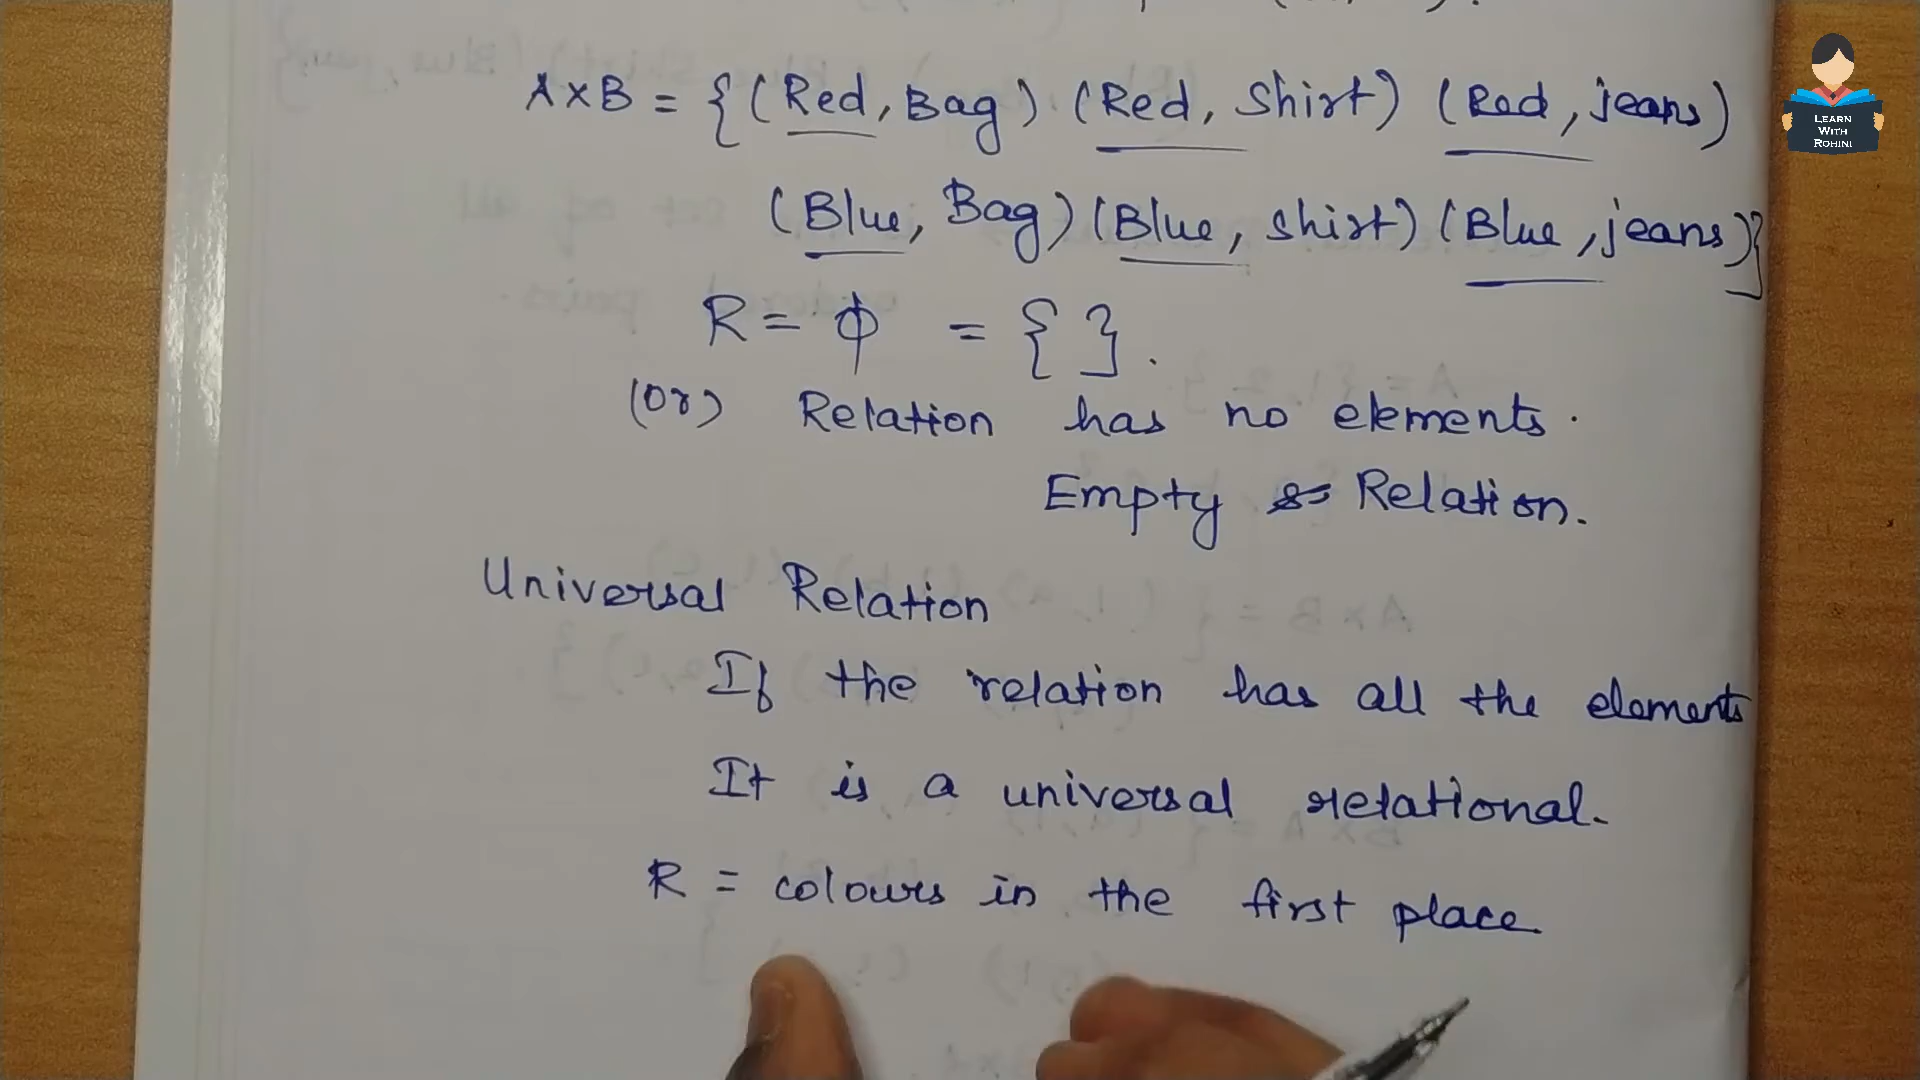 A×B = {(Red, Bag) (Red, Shirt) (Red, jeans)
(Blue, Bag) (Blue, shirt) (Blue, jeans)}
R = ϕ = { }.
(Or) Relation has no elements.
Empty Relation.
Universal Relation
If the relation has all the elements
It is a universal relational.
R = colours in the first place
LEARN
WITH
ROHINI